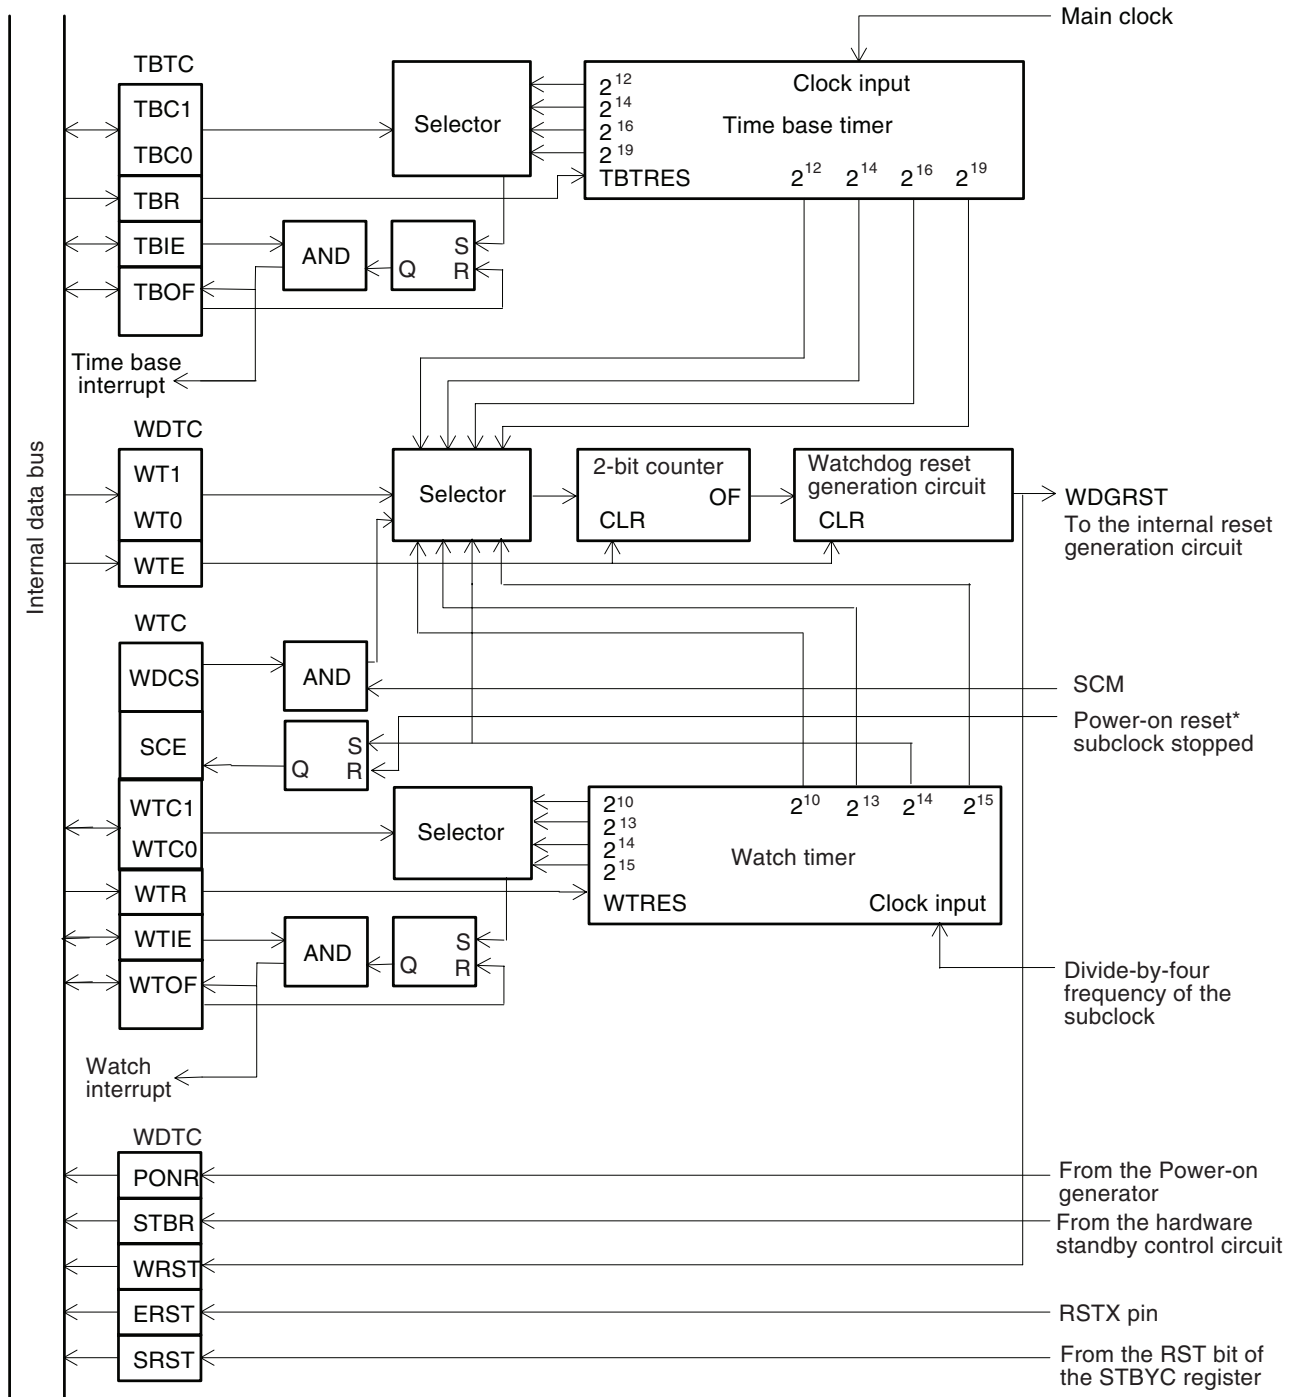 Main clock
TBTC
TBC1
TBC0
TBR
TBIE
TBOF
Selector
2^12
2^14
2^16
2^19
TBTRES
Clock input
Time base timer
2^12 2^14 2^16 2^19
AND
S
Q R
Time base
interrupt
Internal data bus
WDTC
WT1
WT0
WTE
Selector
2-bit counter
OF
CLR
Watchdog reset
generation circuit
CLR
WDGRST
To the internal reset
generation circuit
WTC
WDCS
SCE
WTC1
WTC0
WTR
WTIE
WTOF
AND
SCM
Power-on reset*
subclock stopped
S
Q R
Selector
2^10
2^13
2^14
2^15
WTRES
2^10 2^13 2^14 2^15
Watch timer
Clock input
AND
S
Q R
Divide-by-four
frequency of the
subclock
Watch
interrupt
WDTC
PONR
STBR
WRST
ERST
SRST
From the Power-on
generator
From the hardware
standby control circuit
RSTX pin
From the RST bit of
the STBYC register